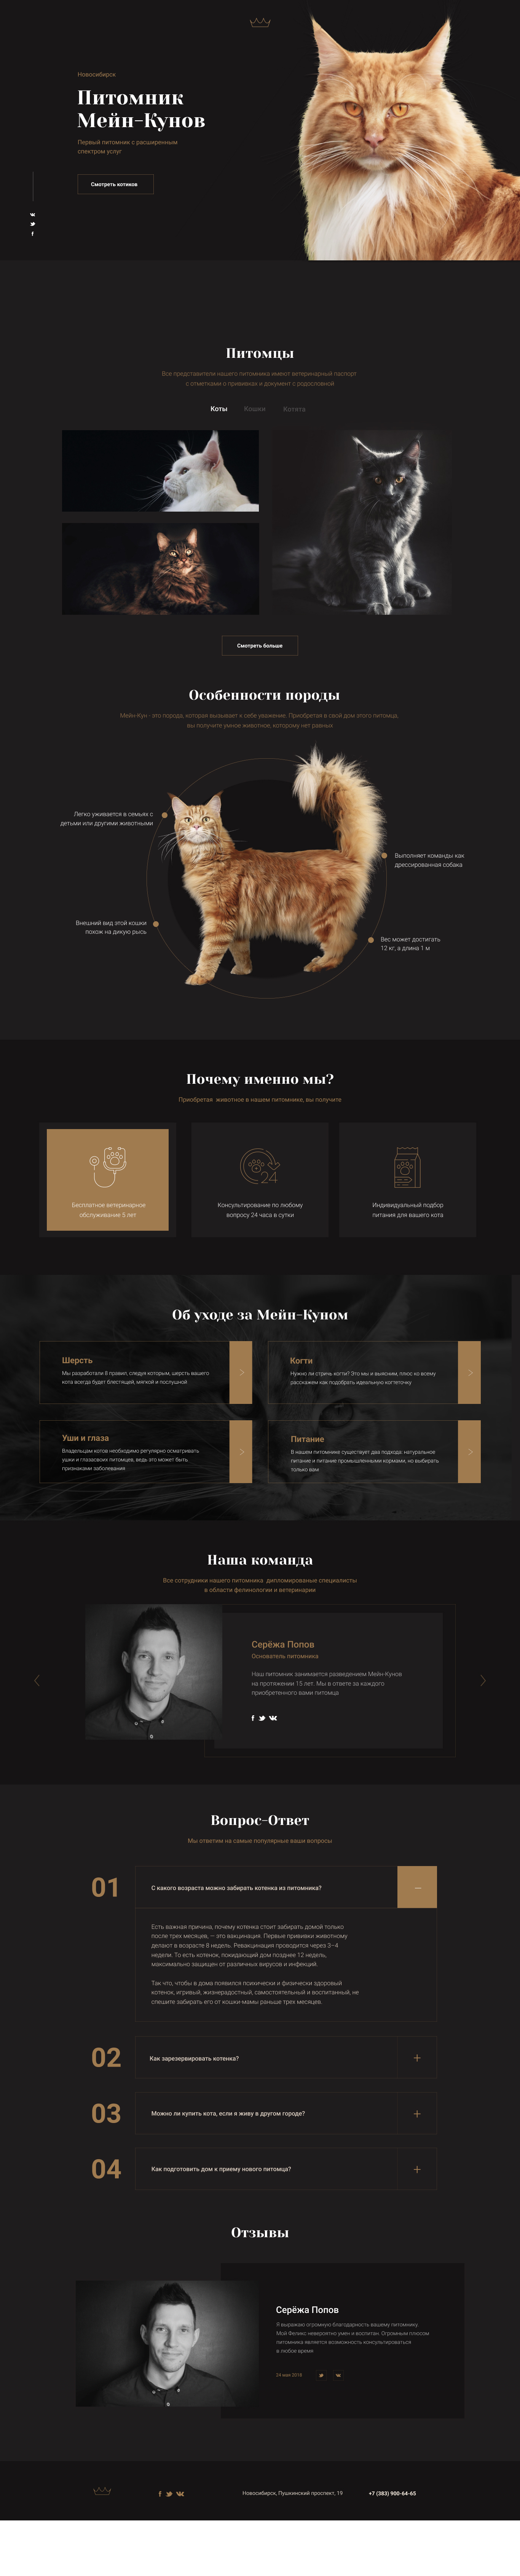 Новосибирск
Питомник
Мейн-Кунов
Первый питомник с расширенным
спектром услуг
Смотреть котиков
f
Питомцы
Все представители нашего питомника имеют ветеринарный паспорт
с отметками о прививках и документ с родословной
Коты Кошки Котята
Смотреть больше
Особенности породы
Мейн-Кун - это порода, которая вызывает к себе уважение. Приобретая в свой дом этого питомца,
вы получите умное животное, которому нет равных
Легко уживается в семьях с
детьми или другими животными
Выполняет команды как
дрессированная собака
Внешний вид этой кошки
похож на дикую рысь
Вес может достигать
12 кг, а длина 1 м
Почему именно мы?
Приобретая животное в нашем питомнике, вы получите
24
Бесплатное ветеринарное
обслуживание 5 лет
Консультирование по любому
вопросу 24 часа в сутки
Индивидуальный подбор
питания для вашего кота
Об уходе за Мейн-Куном
Шерсть
Мы разработали 8 правил, следуя которым, шерсть вашего
кота всегда будет блестящей, мягкой и послушной
Когти
Нужно ли стричь когти? Это мы и выясним, плюс ко всему
расскажем как подобрать идеальную когтеточку
Уши и глаза
Владельцам котов необходимо регулярно осматривать
ушки и глазасвоих питомцев, ведь это может быть
признаками заболевания
Питание
В нашем питомнике существует два подхода: натуральное
питание и питание промышленными кормами, но выбирать
только вам
Наша команда
Все сотрудники нашего питомника дипломированые специалисты
в области фелинологии и ветеринарии
Серёжа Попов
Основатель питомника
Наш питомник занимается разведением Мейн-Кунов
на протяжении 15 лет. Мы в ответе за каждого
приобретенного вами питомца
f
Вопрос-Ответ
Мы ответим на самые популярные ваши вопросы
01
С какого возраста можно забирать котенка из питомника?
Есть важная причина, почему котенка стоит забирать домой только
после трех месяцев, — это вакцинация. Первые прививки животному
делают в возрасте 8 недель. Ревакцинация проводится через 3–4
недели. То есть котенок, покидающий дом позднее 12 недель,
максимально защищен от различных вирусов и инфекций.
Так что, чтобы в дома появился психически и физически здоровый
котенок, игривый, жизнерадостный, самостоятельный и воспитанный, не
спешите забирать его от кошки-мамы раньше трех месяцев.
02
Как зарезервировать котенка?
03
Можно ли купить кота, если я живу в другом городе?
04
Как подготовить дом к приему нового питомца?
Отзывы
Серёжа Попов
Я выражаю огромную благодарность вашему питомнику.
Мой Феликс невероятно умен и воспитан. Огромным плюсом
питомника является возможность консультироваться
в любое время
24 мая 2018
f
Новосибирск, Пушкинский проспект, 19
+7 (383) 900-64-65